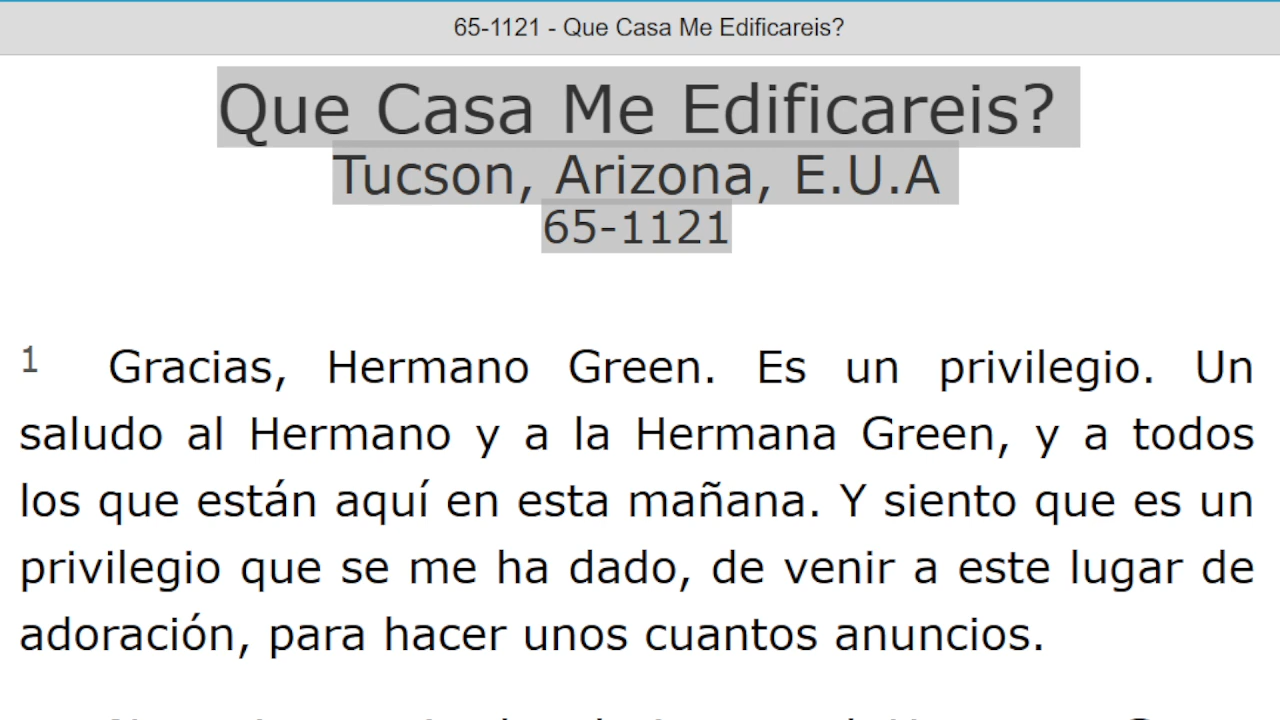 65-1121 - Que Casa Me Edificareis?
Que Casa Me Edificareis?
Tucson, Arizona, E.U.A
65-1121
1 Gracias, Hermano Green. Es un privilegio. Un
saludo al Hermano y a la Hermana Green, y a todos
los que están aquí en esta mañana. Y siento que es un
privilegio que se me ha dado, de venir a este lugar de
adoración, para hacer unos cuantos anuncios.